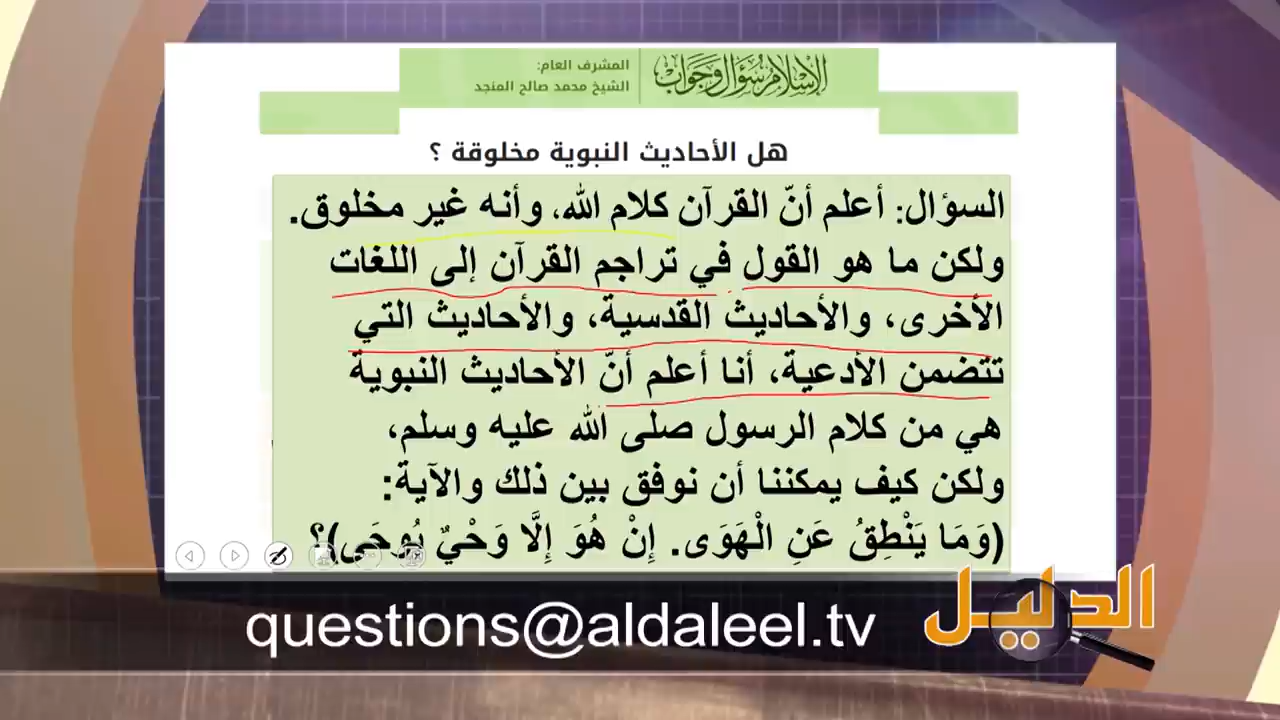 الإسلام سؤال وجواب
المشرف العام:
الشيخ محمد صالح المنجد
هل الأحاديث النبوية مخلوقة ؟
السؤال: أعلم أنّ القرآن كلام الله، وأنه غير مخلوق.
ولكن ما هو القول في تراجم القرآن إلى اللغات
الأخرى، والأحاديث القدسية، والأحاديث التي
تتضمن الأدعية، أنا أعلم أنّ الأحاديث النبوية
هي من كلام الرسول صلى الله عليه وسلم،
ولكن كيف يمكننا أن نوفق بين ذلك والآية:
(وَمَا يَنْطِقُ عَنِ الْهَوَى. إِنْ هُوَ إِلَّا وَحْيٌ يُوحَى)؟
questions@aldaleel.tv
الدليل